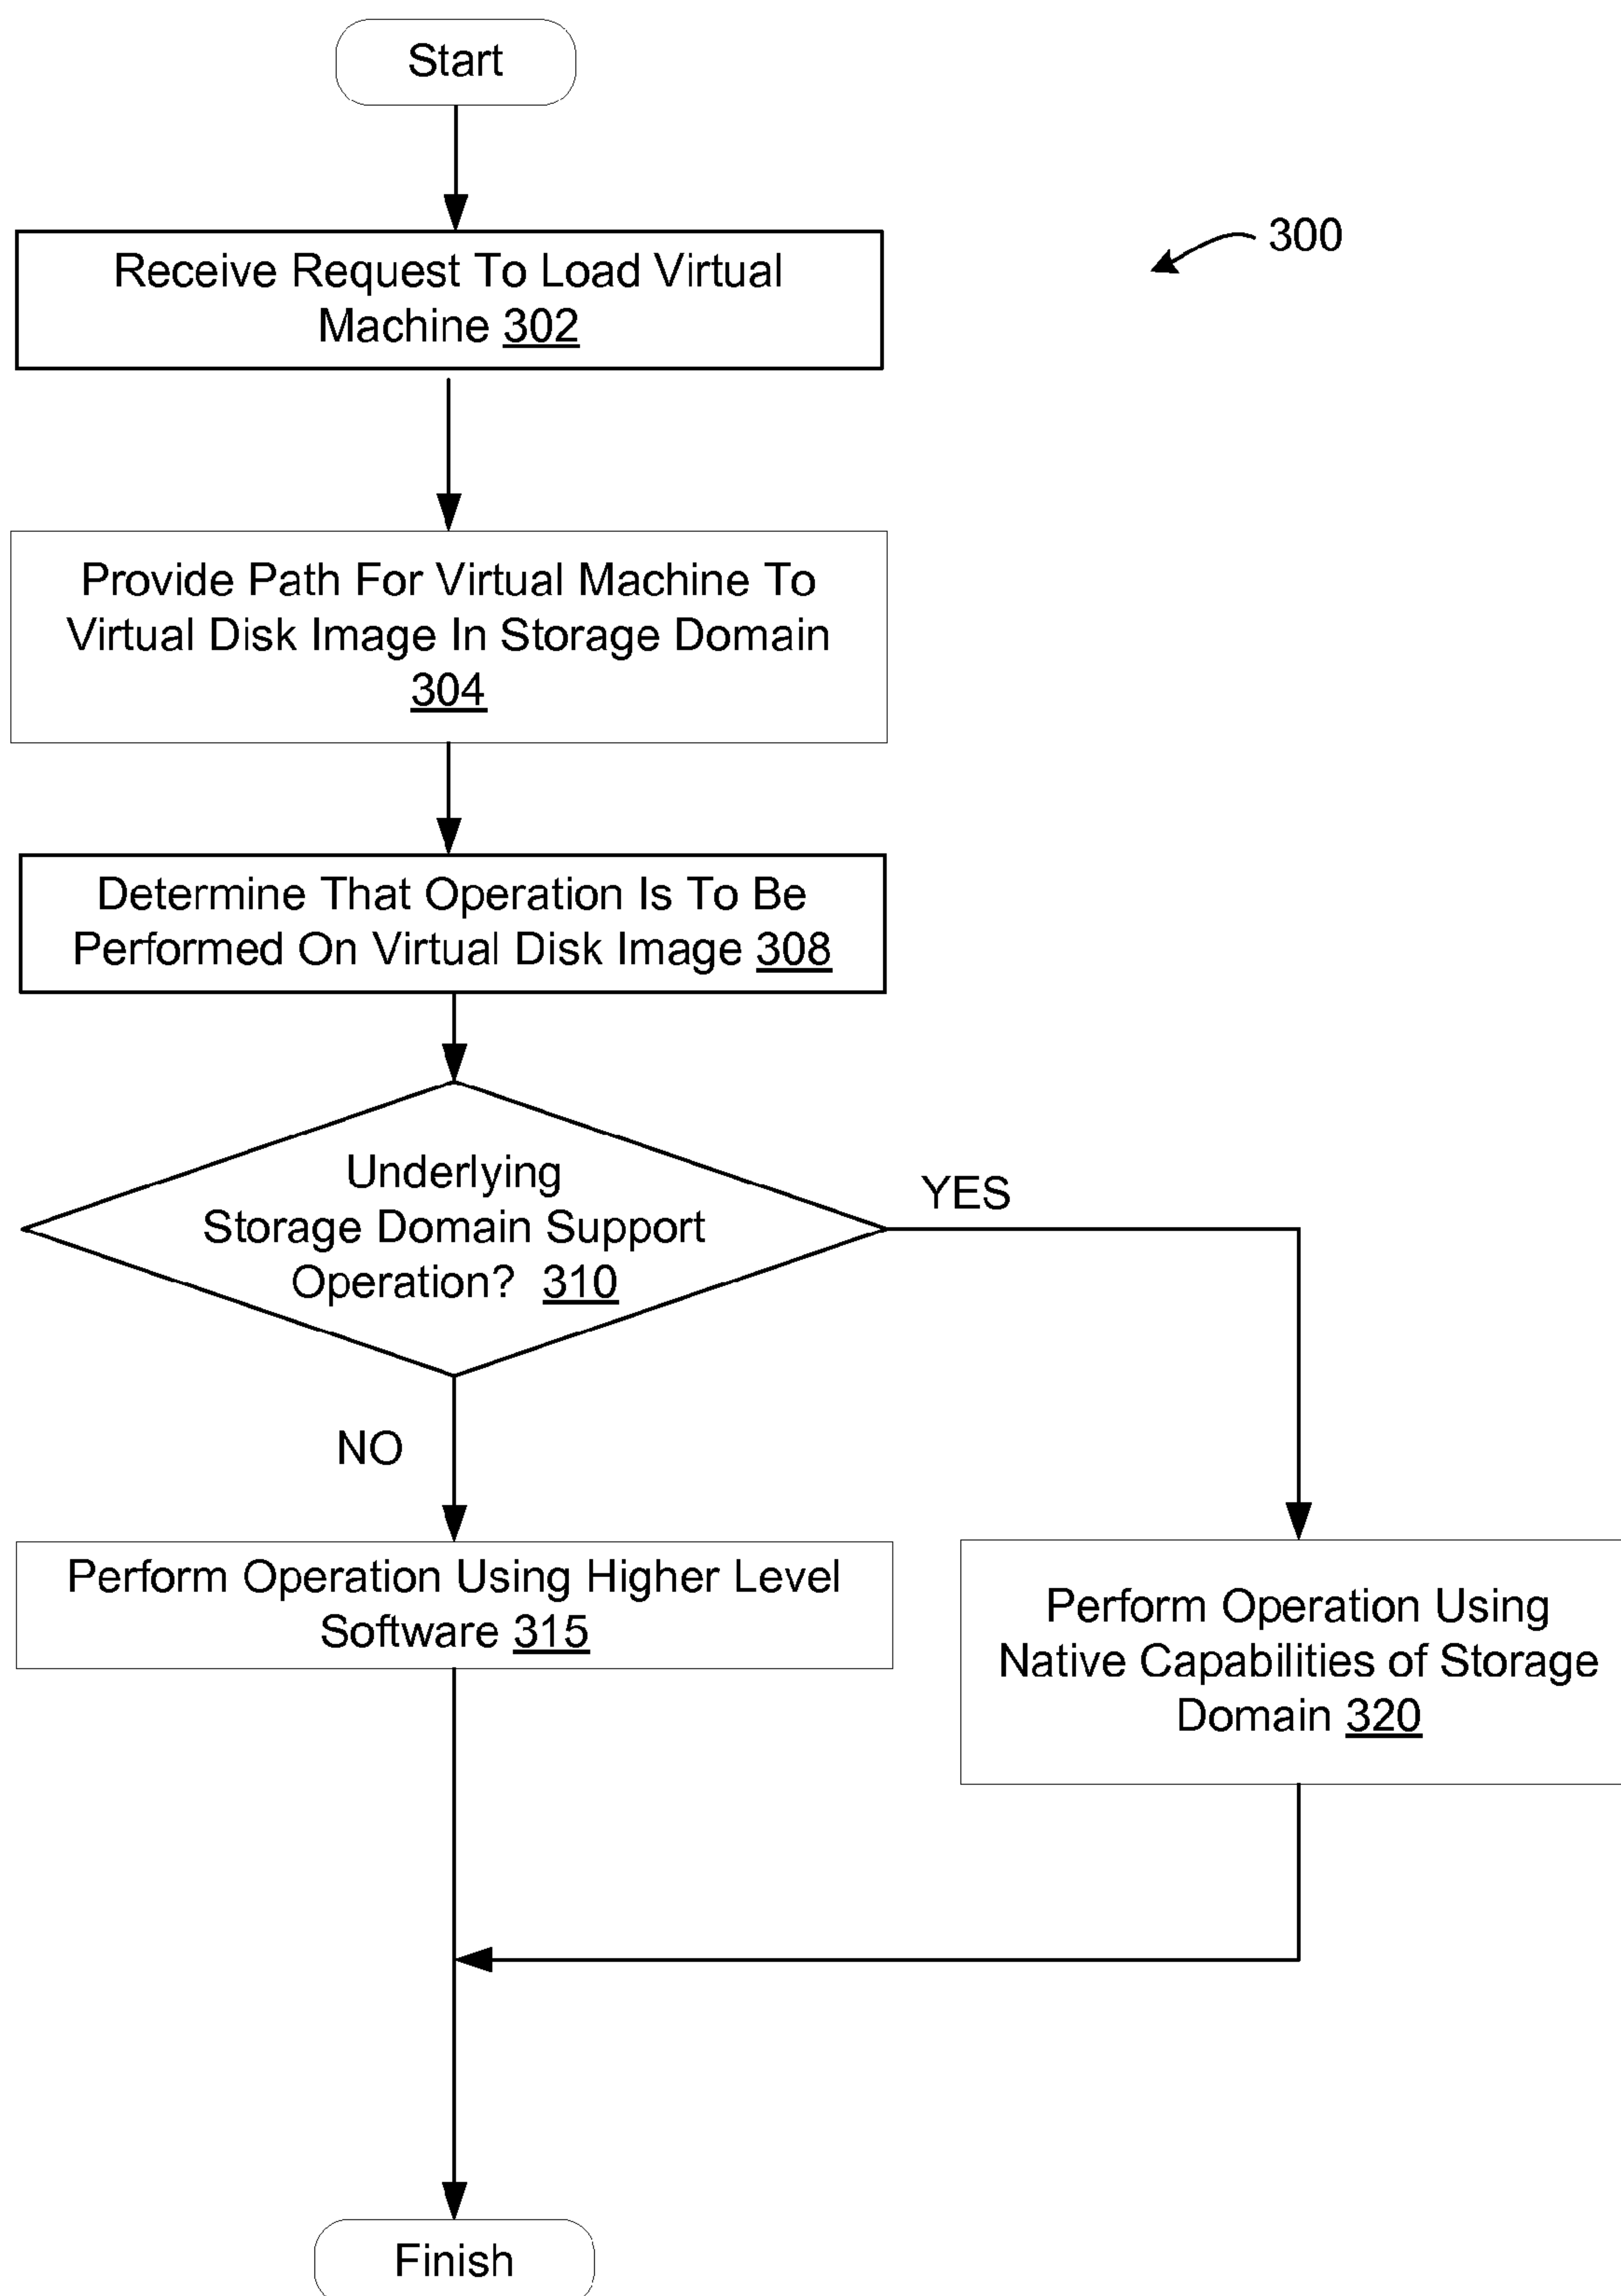 Start
300
Receive Request To Load Virtual
Machine 302
Provide Path For Virtual Machine To
Virtual Disk Image In Storage Domain
304
Determine That Operation Is To Be
Performed On Virtual Disk Image 308
Underlying
Storage Domain Support
Operation? 310
YES
NO
Perform Operation Using Higher Level
Software 315
Perform Operation Using
Native Capabilities of Storage
Domain 320
Finish